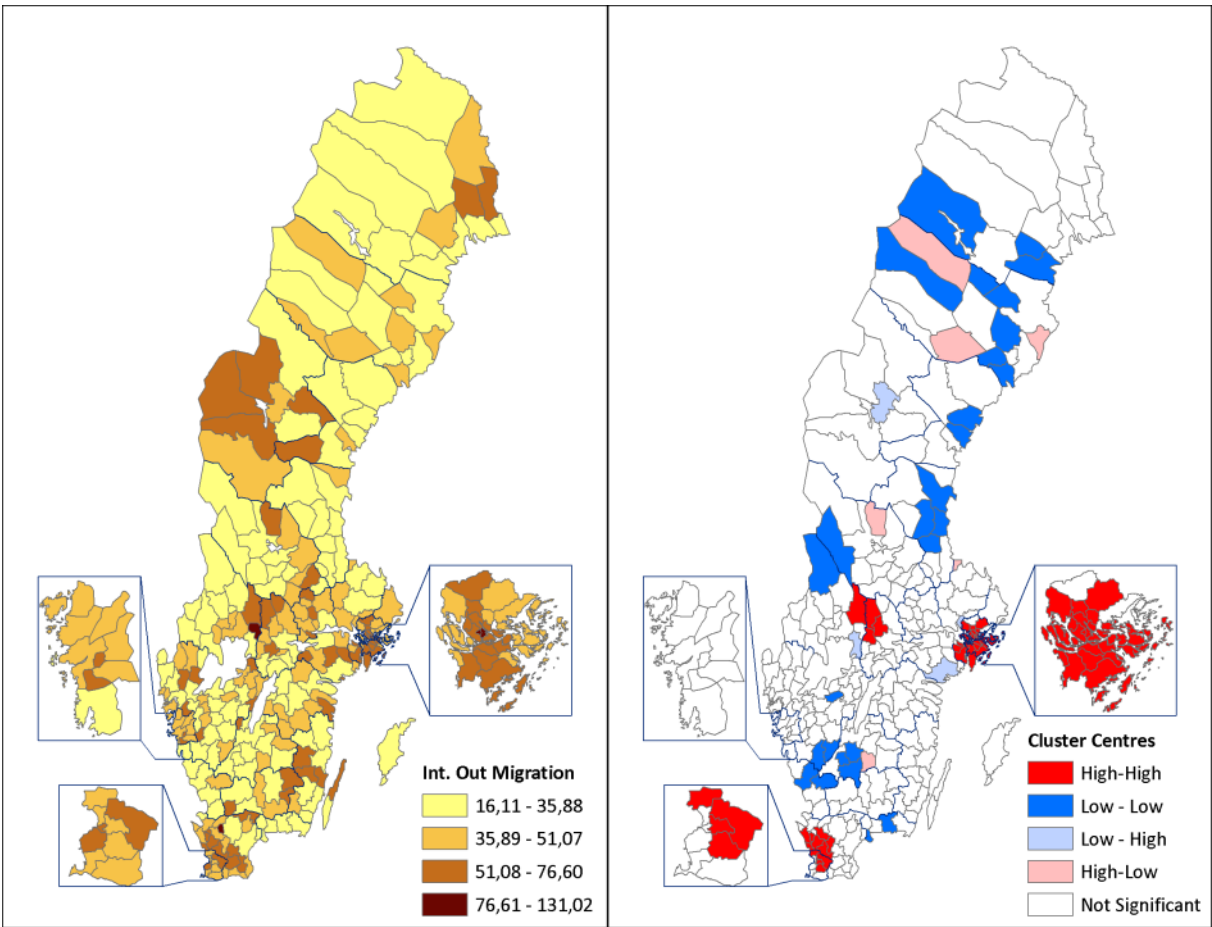 Int. Out Migration
16,11 - 35,88
35,89 - 51,07
51,08 - 76,60
76,61 - 131,02
Cluster Centres
High-High
Low - Low
Low - High
High-Low
Not Significant